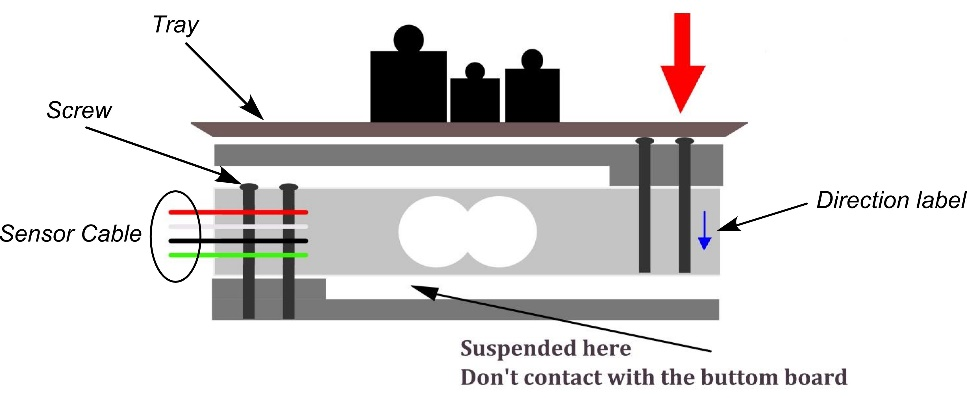 Tray
Screw
Sensor Cable
Direction label
Suspended here
Don't contact with the buttom board